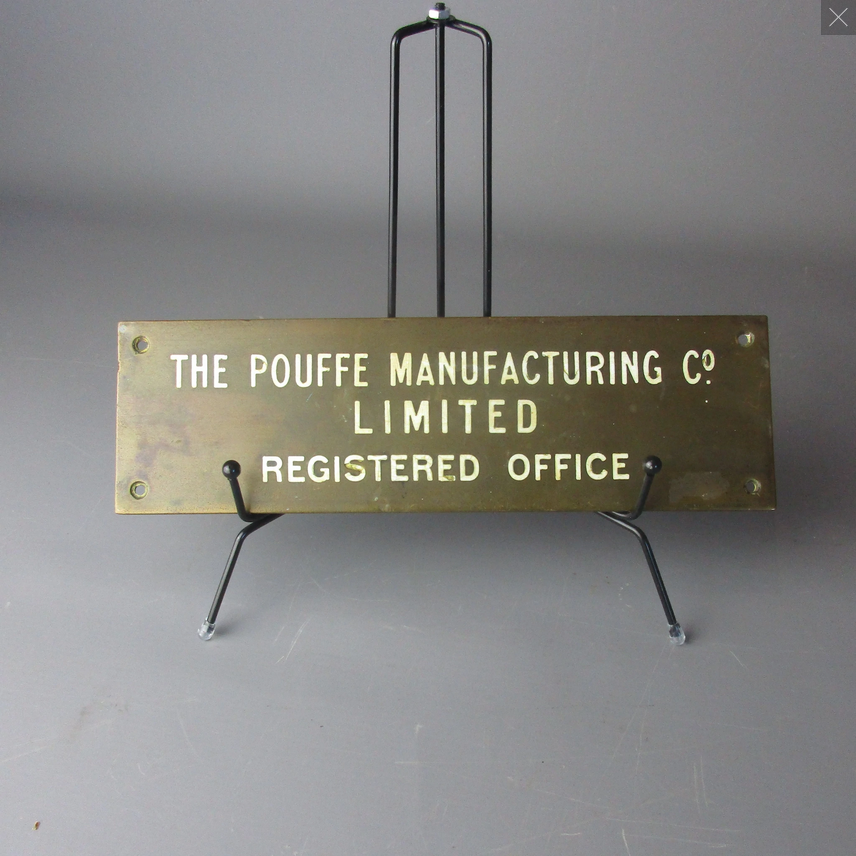 THE POUFFE MANUFACTURING Cº
LIMITED
REGISTERED OFFICE